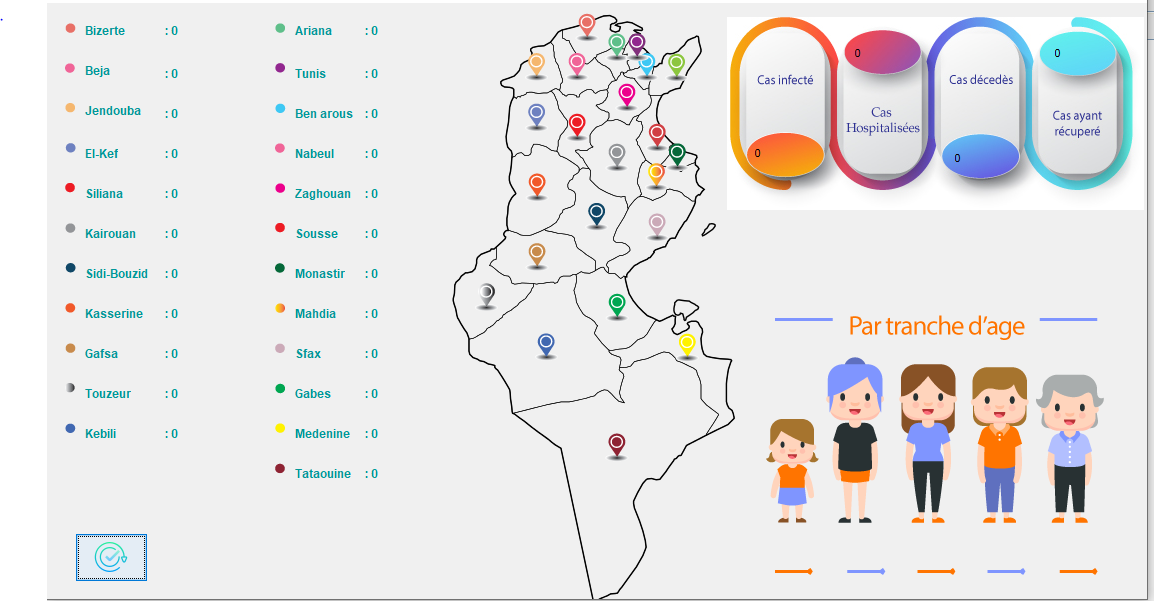 Bizerte : 0
Beja : 0
Jendouba : 0
El-Kef : 0
Siliana : 0
Kairouan : 0
Sidi-Bouzid : 0
Kasserine : 0
Gafsa : 0
Touzeur : 0
Kebili : 0
Ariana : 0
Tunis : 0
Ben arous : 0
Nabeul : 0
Zaghouan : 0
Sousse : 0
Monastir : 0
Mahdia : 0
Sfax : 0
Gabes : 0
Medenine : 0
Tataouine : 0
Cas infecté
0
0
Cas
Hospitalisées
Cas décedès
0
0
Cas ayant
récuperé
Par tranche d'age